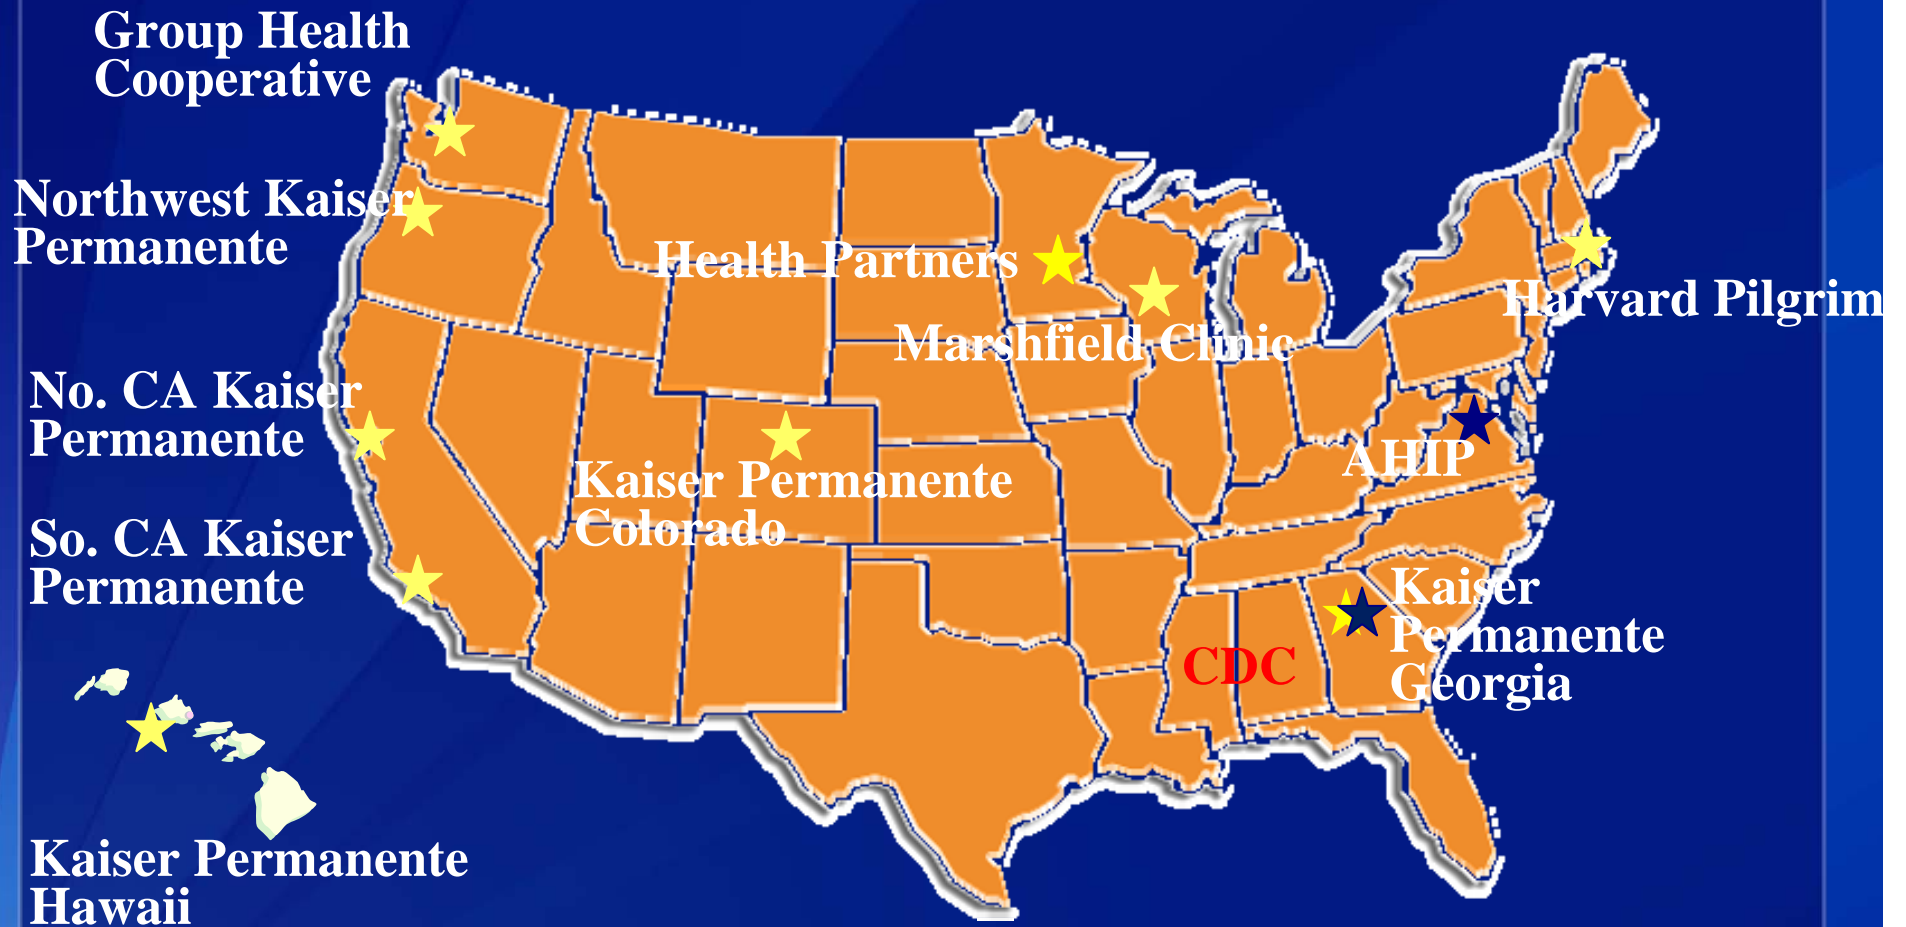 Group Health
Cooperative
Northwest Kaiser
Permanente
Health Partners
Harvard Pilgrim
Marshfield Clinic
No. CA Kaiser
Permanente
AHIP
Kaiser Permanente
Colorado
So. CA Kaiser
Permanente
Kaiser
Permanente
Georgia
CDC
Kaiser Permanente
Hawaii